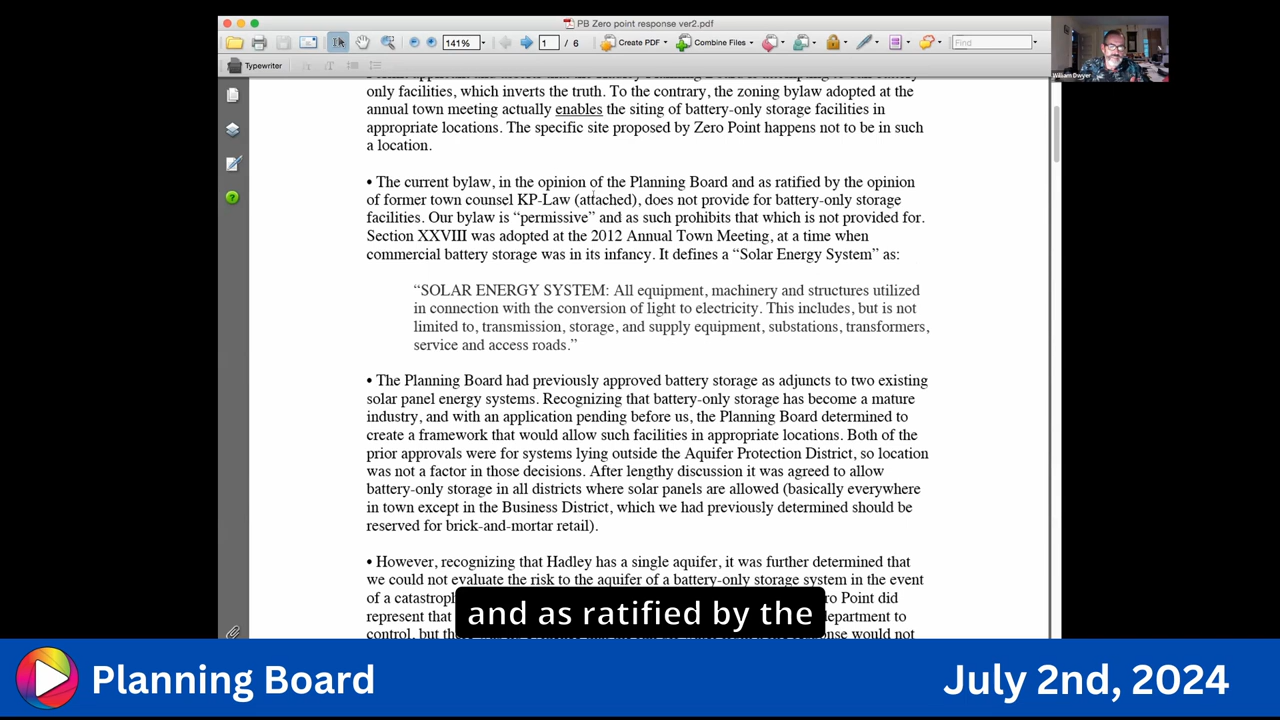 PB Zero point response ver2.pdf
141%
1 / 6
Create PDF
Combine Files
Find
Typewriter
William Dwyer
only facilities, which inverts the truth. To the contrary, the zoning bylaw adopted at the
annual town meeting actually enables the siting of battery-only storage facilities in
appropriate locations. The specific site proposed by Zero Point happens not to be in such
a location.
• The current bylaw, in the opinion of the Planning Board and as ratified by the opinion
of former town counsel KP-Law (attached), does not provide for battery-only storage
facilities. Our bylaw is “permissive” and as such prohibits that which is not provided for.
Section XXVIII was adopted at the 2012 Annual Town Meeting, at a time when
commercial battery storage was in its infancy. It defines a “Solar Energy System” as:
“SOLAR ENERGY SYSTEM: All equipment, machinery and structures utilized
in connection with the conversion of light to electricity. This includes, but is not
limited to, transmission, storage, and supply equipment, substations, transformers,
service and access roads.”
• The Planning Board had previously approved battery storage as adjuncts to two existing
solar panel energy systems. Recognizing that battery-only storage has become a mature
industry, and with an application pending before us, the Planning Board determined to
create a framework that would allow such facilities in appropriate locations. Both of the
prior approvals were for systems lying outside the Aquifer Protection District, so location
was not a factor in those decisions. After lengthy discussion it was agreed to allow
battery-only storage in all districts where solar panels are allowed (basically everywhere
in town except in the Business District, which we had previously determined should be
reserved for brick-and-mortar retail).
• However, recognizing that Hadley has a single aquifer, it was further determined that
we could not evaluate the risk to the aquifer of a battery-only storage system in the event
of a Point did
represent that department to
control, but would not
and as ratified by the
Planning Board
July 2nd, 2024